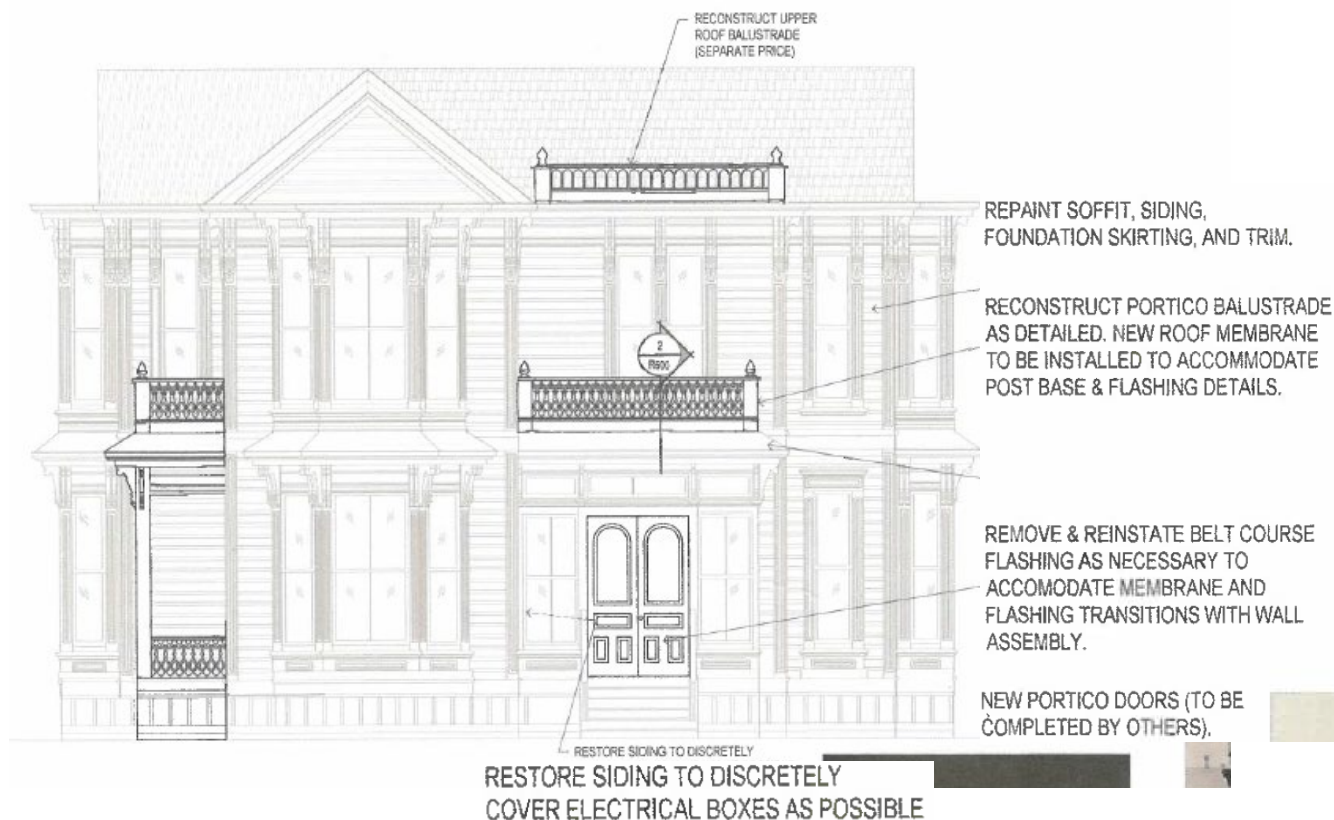 RECONSTRUCT UPPER
ROOF BALUSTRADE
(SEPARATE PRICE)
REPAINT SOFFIT, SIDING,
FOUNDATION SKIRTING, AND TRIM.
RECONSTRUCT PORTICO BALUSTRADE
AS DETAILED. NEW ROOF MEMBRANE
TO BE INSTALLED TO ACCOMMODATE
POST BASE & FLASHING DETAILS.
2
R500
REMOVE & REINSTATE BELT COURSE
FLASHING AS NECESSARY TO
ACCOMODATE MEMBRANE AND
FLASHING TRANSITIONS WITH WALL
ASSEMBLY.
NEW PORTICO DOORS (TO BE
COMPLETED BY OTHERS).
RESTORE SIDING TO DISCRETELY
RESTORE SIDING TO DISCRETELY
COVER ELECTRICAL BOXES AS POSSIBLE